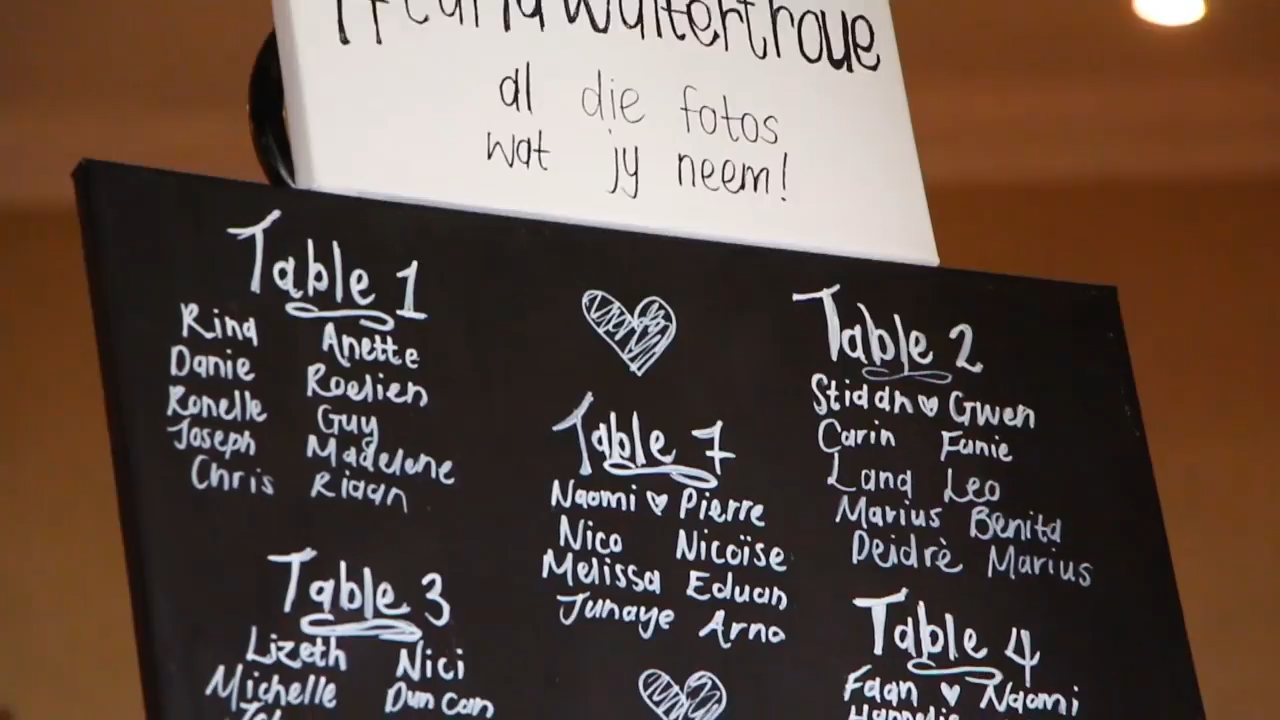 al die fotos
wat jy neem!
Table 1
Rina Anette
Danie Roelien
Ronelle Guy
Joseph Madelene
Chris Riaan
Table 7
Naomi Pierre
Nico Nicoïse
Melissa Eduan
Junaye Arno
Table 2
Stiddn Gwen
Carin Fanie
Lana Leo
Marius Benita
Deidrè Marius
Table 3
Lizeth Nici
Michelle Duncan
Table 4
Faan Naomi